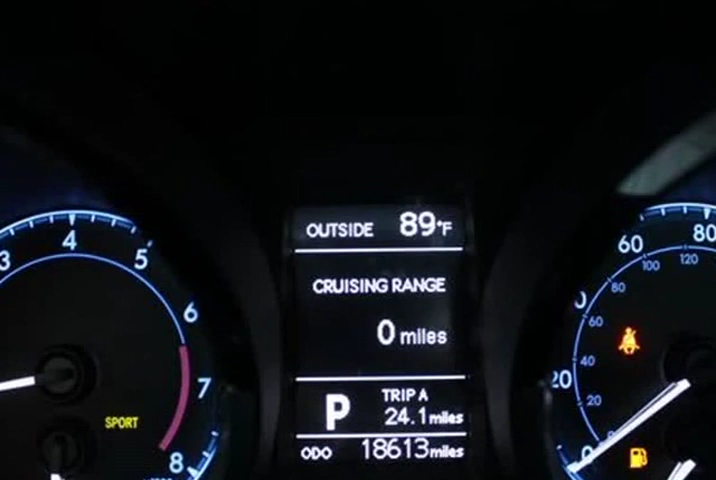 OUTSIDE 89°F
CRUISING RANGE
0 miles
P
TRIP A
24.1 miles
ODO 18613 miles
3
4
5
6
7
8
SPORT
60
80
20
0
20
40
60
80
100
120